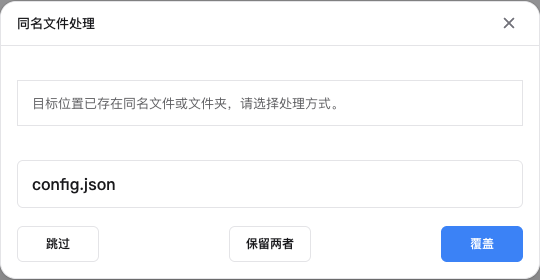 同名文件处理
目标位置已存在同名文件或文件夹，请选择处理方式。
config.json
跳过
保留两者
覆盖